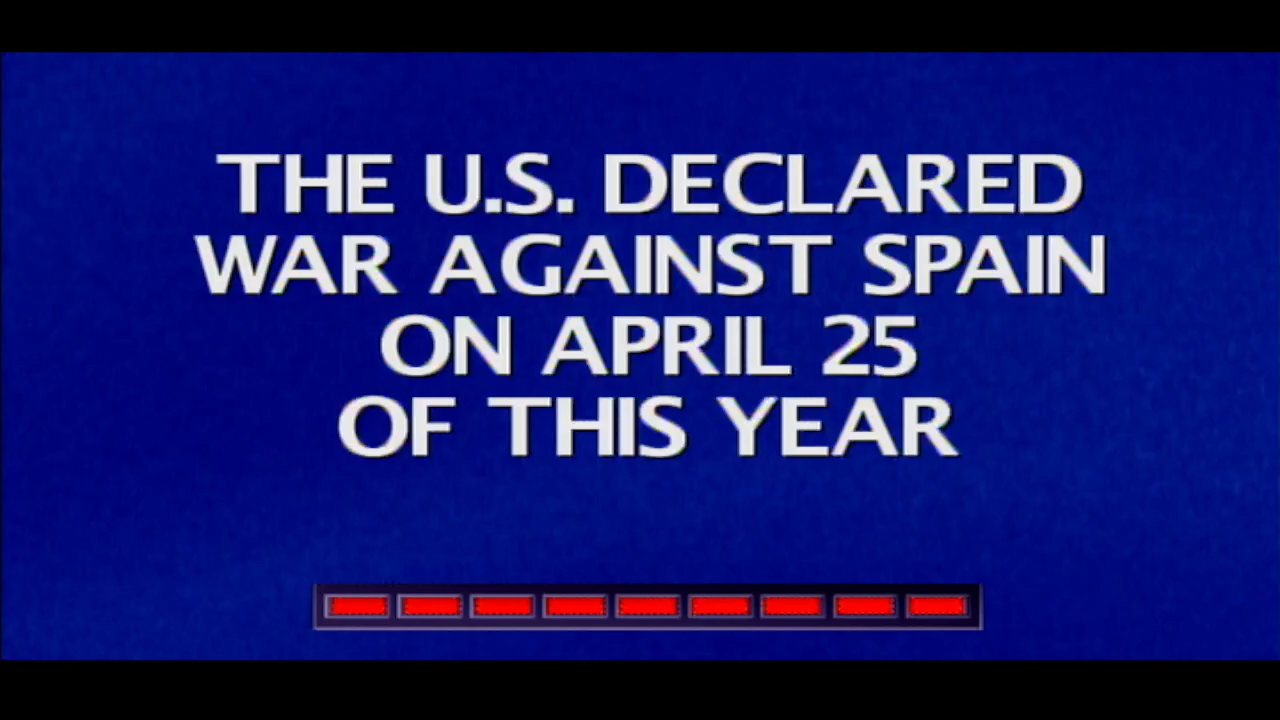 THE U.S. DECLARED
WAR AGAINST SPAIN
ON APRIL 25
OF THIS YEAR